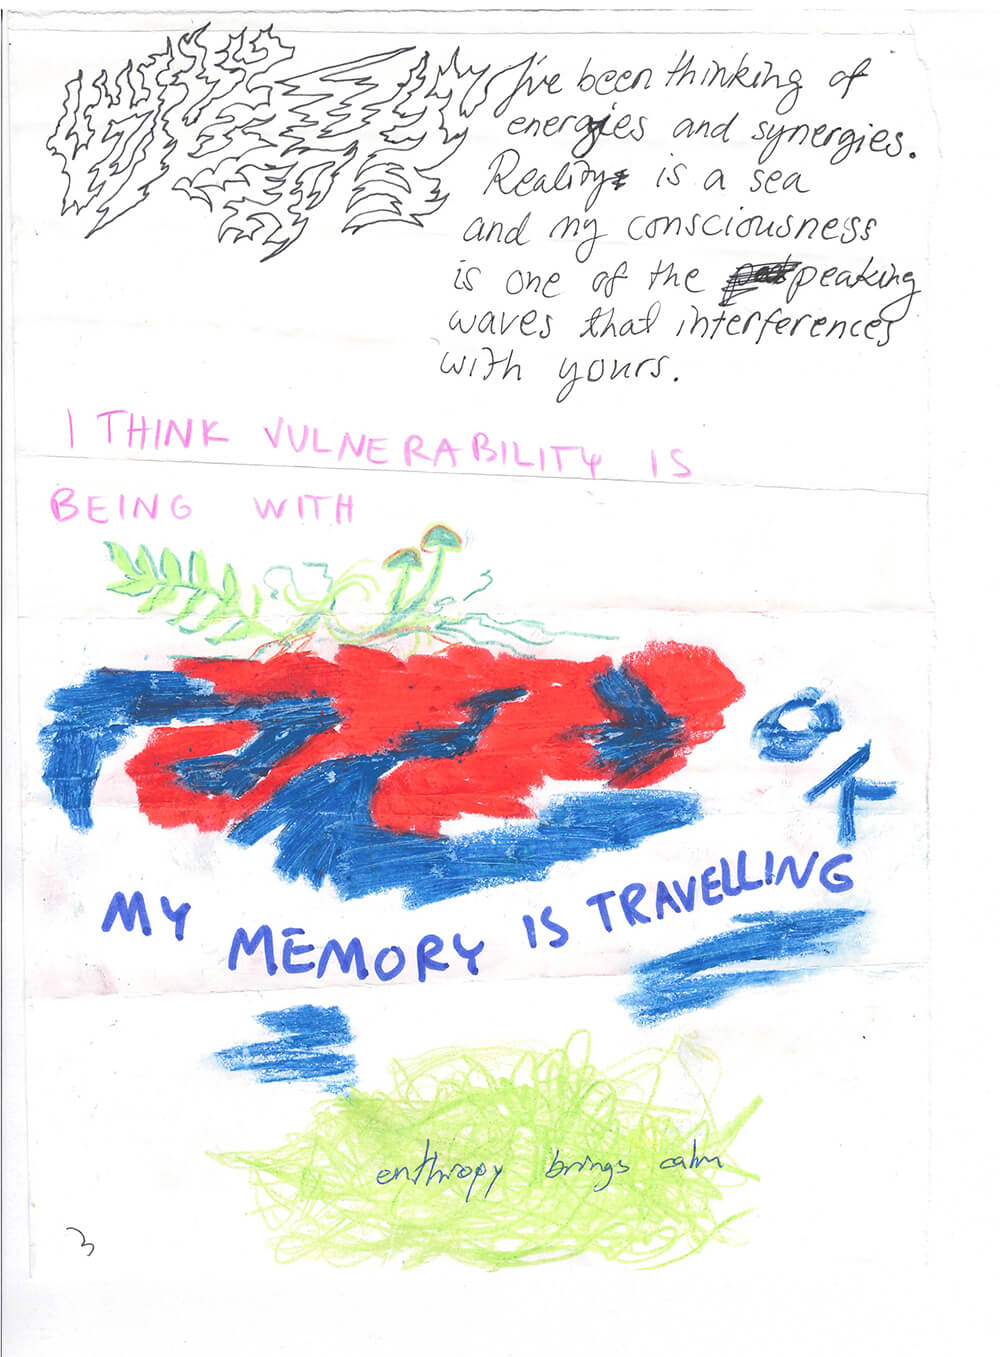 I've been thinking of
energies and synergies.
Reality is a sea
and my consciousness
is one of the peaking
waves that interferences
with yours.
I THINK VULNERABILITY IS
BEING WITH
OK
MY MEMORY IS TRAVELLING
enthropy brings calm
3